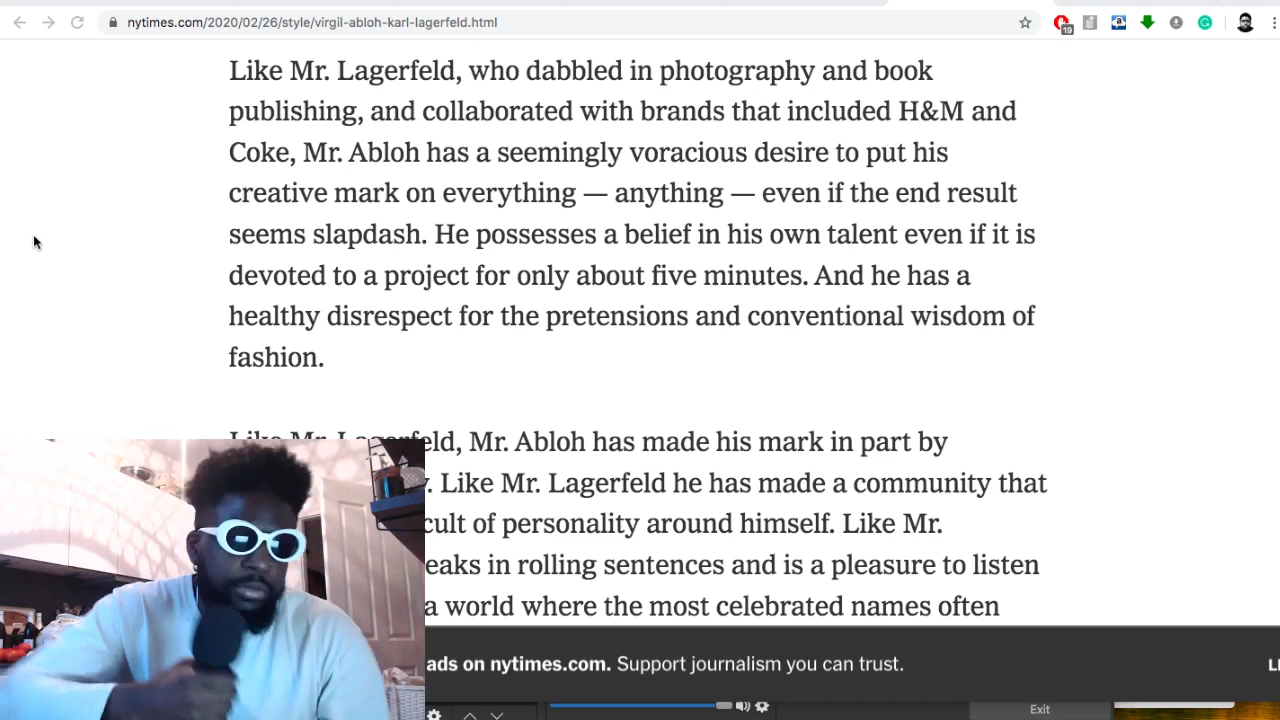 nytimes.com/2020/02/26/style/virgil-abloh-karl-lagerfeld.html
19
Like Mr. Lagerfeld, who dabbled in photography and book
publishing, and collaborated with brands that included H&M and
Coke, Mr. Abloh has a seemingly voracious desire to put his
creative mark on everything — anything — even if the end result
seems slapdash. He possesses a belief in his own talent even if it is
devoted to a project for only about five minutes. And he has a
healthy disrespect for the pretensions and conventional wisdom of
fashion.
Like Mr. Lagerfeld, Mr. Abloh has made his mark in part by
Like Mr. Lagerfeld he has made a community that
cult of personality around himself. Like Mr.
in rolling sentences and is a pleasure to listen
a world where the most celebrated names often
ads on nytimes.com. Support journalism you can trust.
Exit